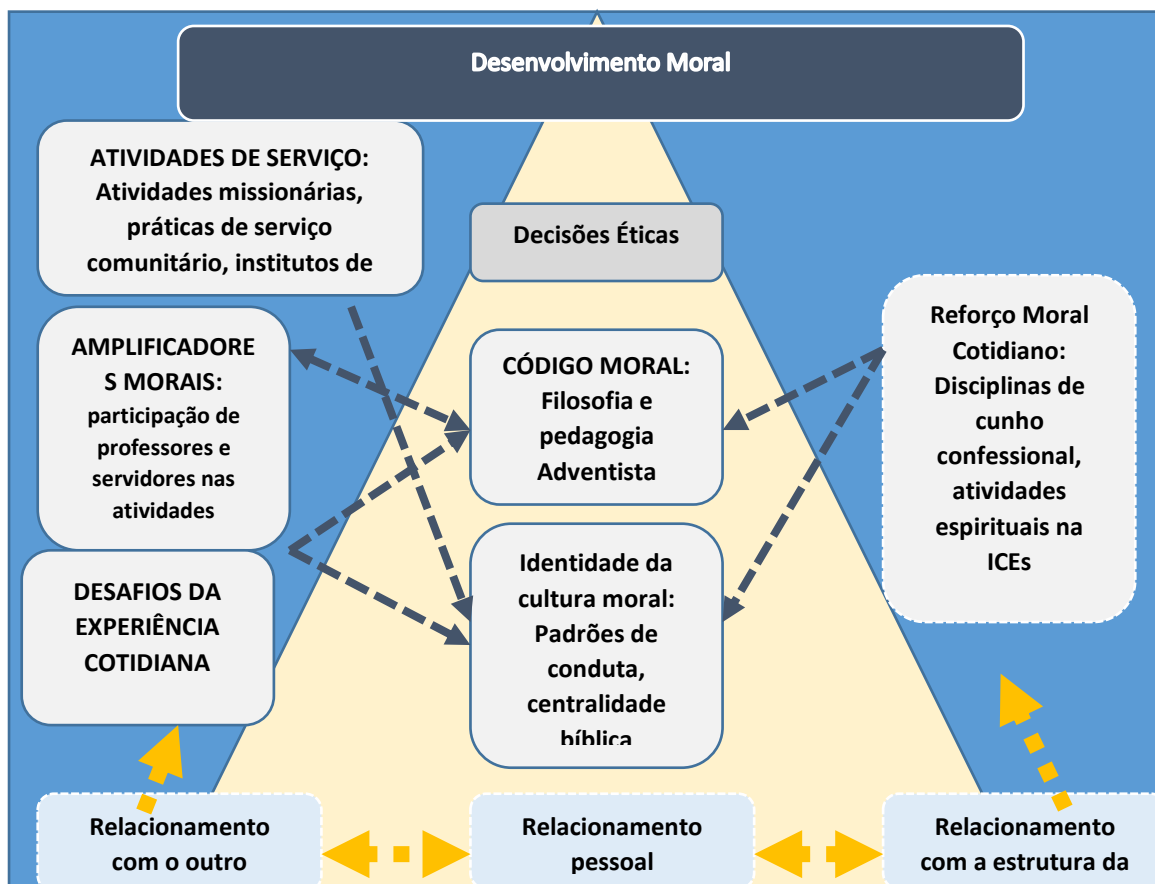 Desenvolvimento Moral
ATIVIDADES DE SERVIÇO:
Atividades missionárias,
práticas de serviço
comunitário, institutos de
Decisões Éticas
AMPLIFICADORE
S MORAIS:
participação de
professores e
servidores nas
atividades
CÓDIGO MORAL:
Filosofia e
pedagogia
Adventista
Reforço Moral
Cotidiano:
Disciplinas de
cunho
confessional,
atividades
espirituais na
ICEs
DESAFIOS DA
EXPERIÊNCIA
COTIDIANA
Identidade da
cultura moral:
Padrões de
conduta,
centralidade
bíblica
Relacionamento
com o outro
Relacionamento
pessoal
Relacionamento
com a estrutura da